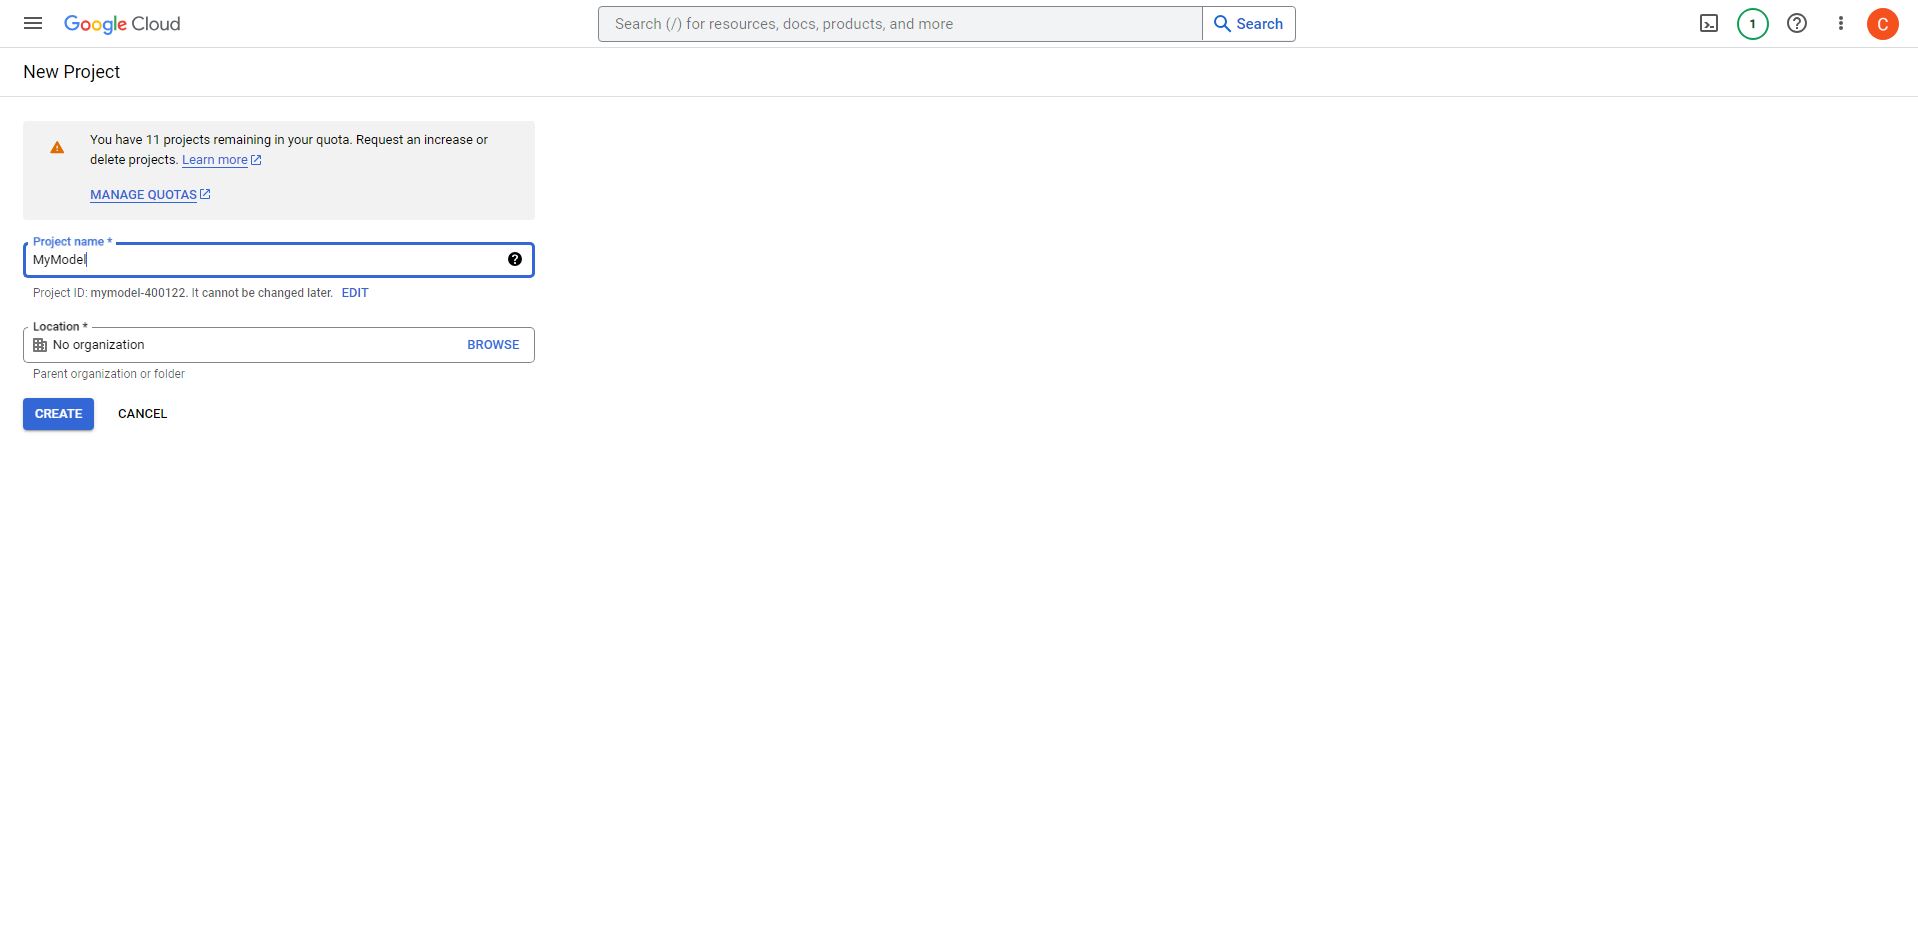 Google Cloud
Search (/) for resources, docs, products, and more
Search
1
C
New Project
You have 11 projects remaining in your quota. Request an increase or
delete projects. Learn more
MANAGE QUOTAS
Project name *
MyModel
Project ID: mymodel-400122. It cannot be changed later. EDIT
Location *
No organization
BROWSE
Parent organization or folder
CREATE
CANCEL